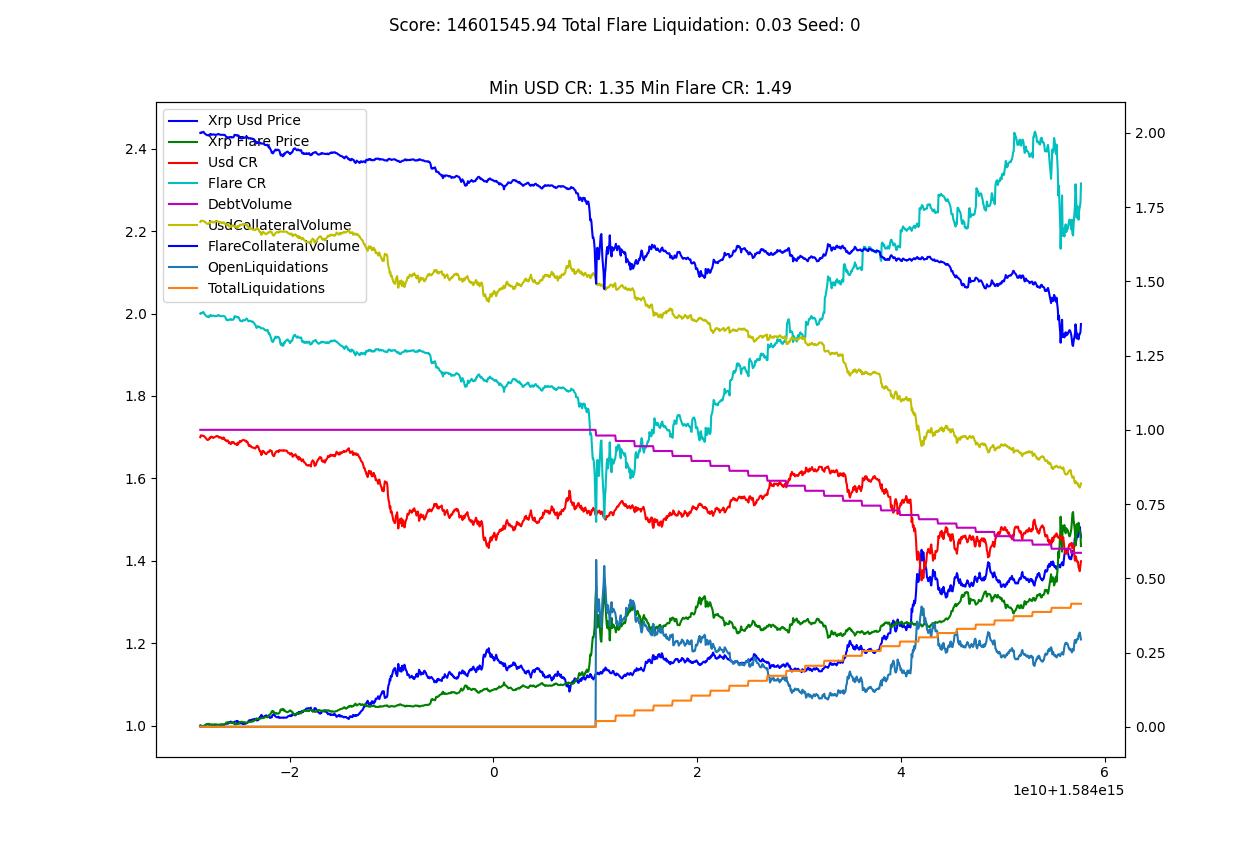 Score: 14601545.94 Total Flare Liquidation: 0.03 Seed: 0
Min USD CR: 1.35 Min Flare CR: 1.49
Xrp Usd Price
Xrp Flare Price
Usd CR
Flare CR
DebtVolume
UsdCollateralVolume
FlareCollateralVolume
OpenLiquidations
TotalLiquidations
2.4
2.2
2.0
1.8
1.6
1.4
1.2
1.0
2.00
1.75
1.50
1.25
1.00
0.75
0.50
0.25
0.00
−2 0 2 4 6
1e10+1.584e15